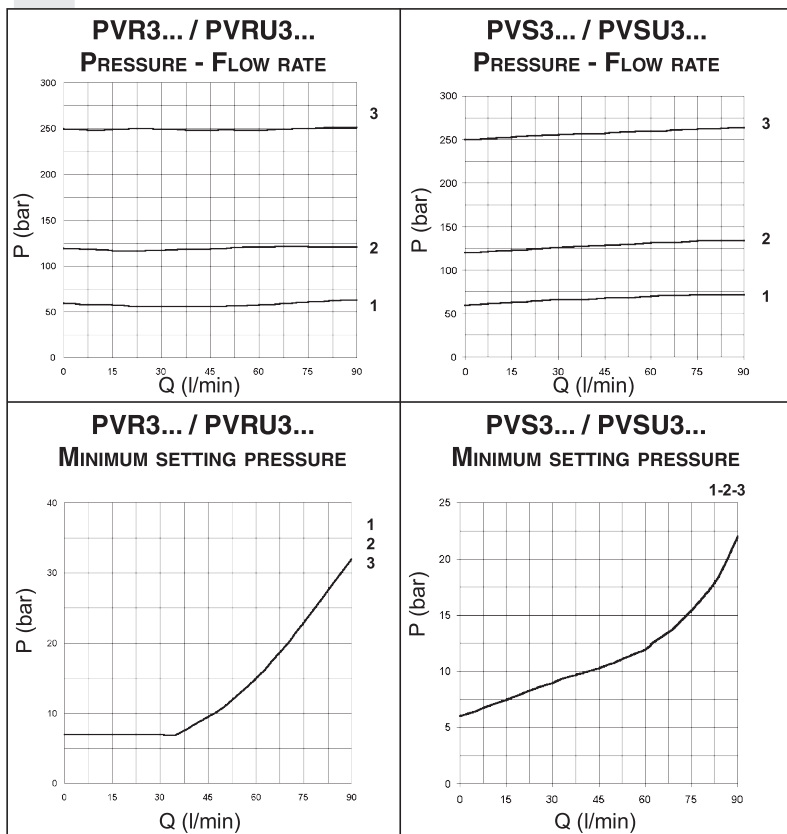 PVR3... / PVRU3...
PRESSURE - FLOW RATE
300
250
200
150
100
50
0
P (bar)
3
2
1
0 15 30 45 60 75 90
Q (l/min)
PVS3... / PVSU3...
PRESSURE - FLOW RATE
300
250
200
150
100
50
0
P (bar)
3
2
1
0 15 30 45 60 75 90
Q (l/min)
PVR3... / PVRU3...
MINIMUM SETTING PRESSURE
40
30
20
10
0
P (bar)
1
2
3
0 15 30 45 60 75 90
Q (l/min)
PVS3... / PVSU3...
MINIMUM SETTING PRESSURE
1-2-3
25
20
15
10
5
0
P (bar)
0 15 30 45 60 75 90
Q (l/min)